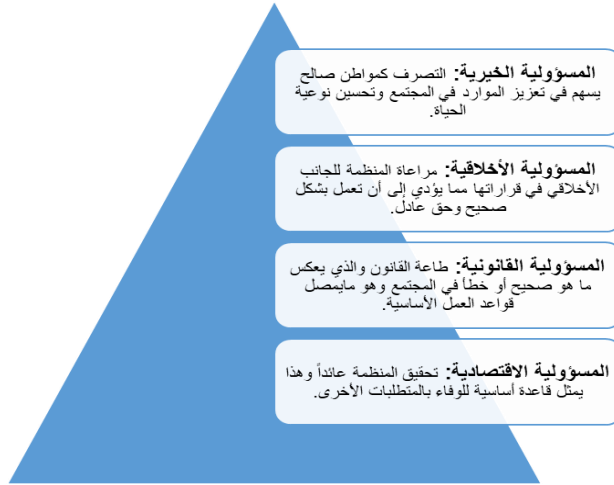 المسؤولية الخيرية: التصرف كمواطن صالح
يسهم في تعزيز الموارد في المجتمع وتحسين نوعية
الحياة.
المسؤولية الأخلاقية: مراعاة المنظمة للجانب
الأخلاقي في قراراتها مما يؤدي إلى أن تعمل بشكل
صحيح وحق عادل.
المسؤولية القانونية: طاعة القانون والذي يعكس
ما هو صحيح أو خطأ في المجتمع وهو مايمصل
قواعد العمل الأساسية.
المسؤولية الاقتصادية: تحقيق المنظمة عائداً وهذا
يمثل قاعدة أساسية للوفاء بالمتطلبات الأخرى.